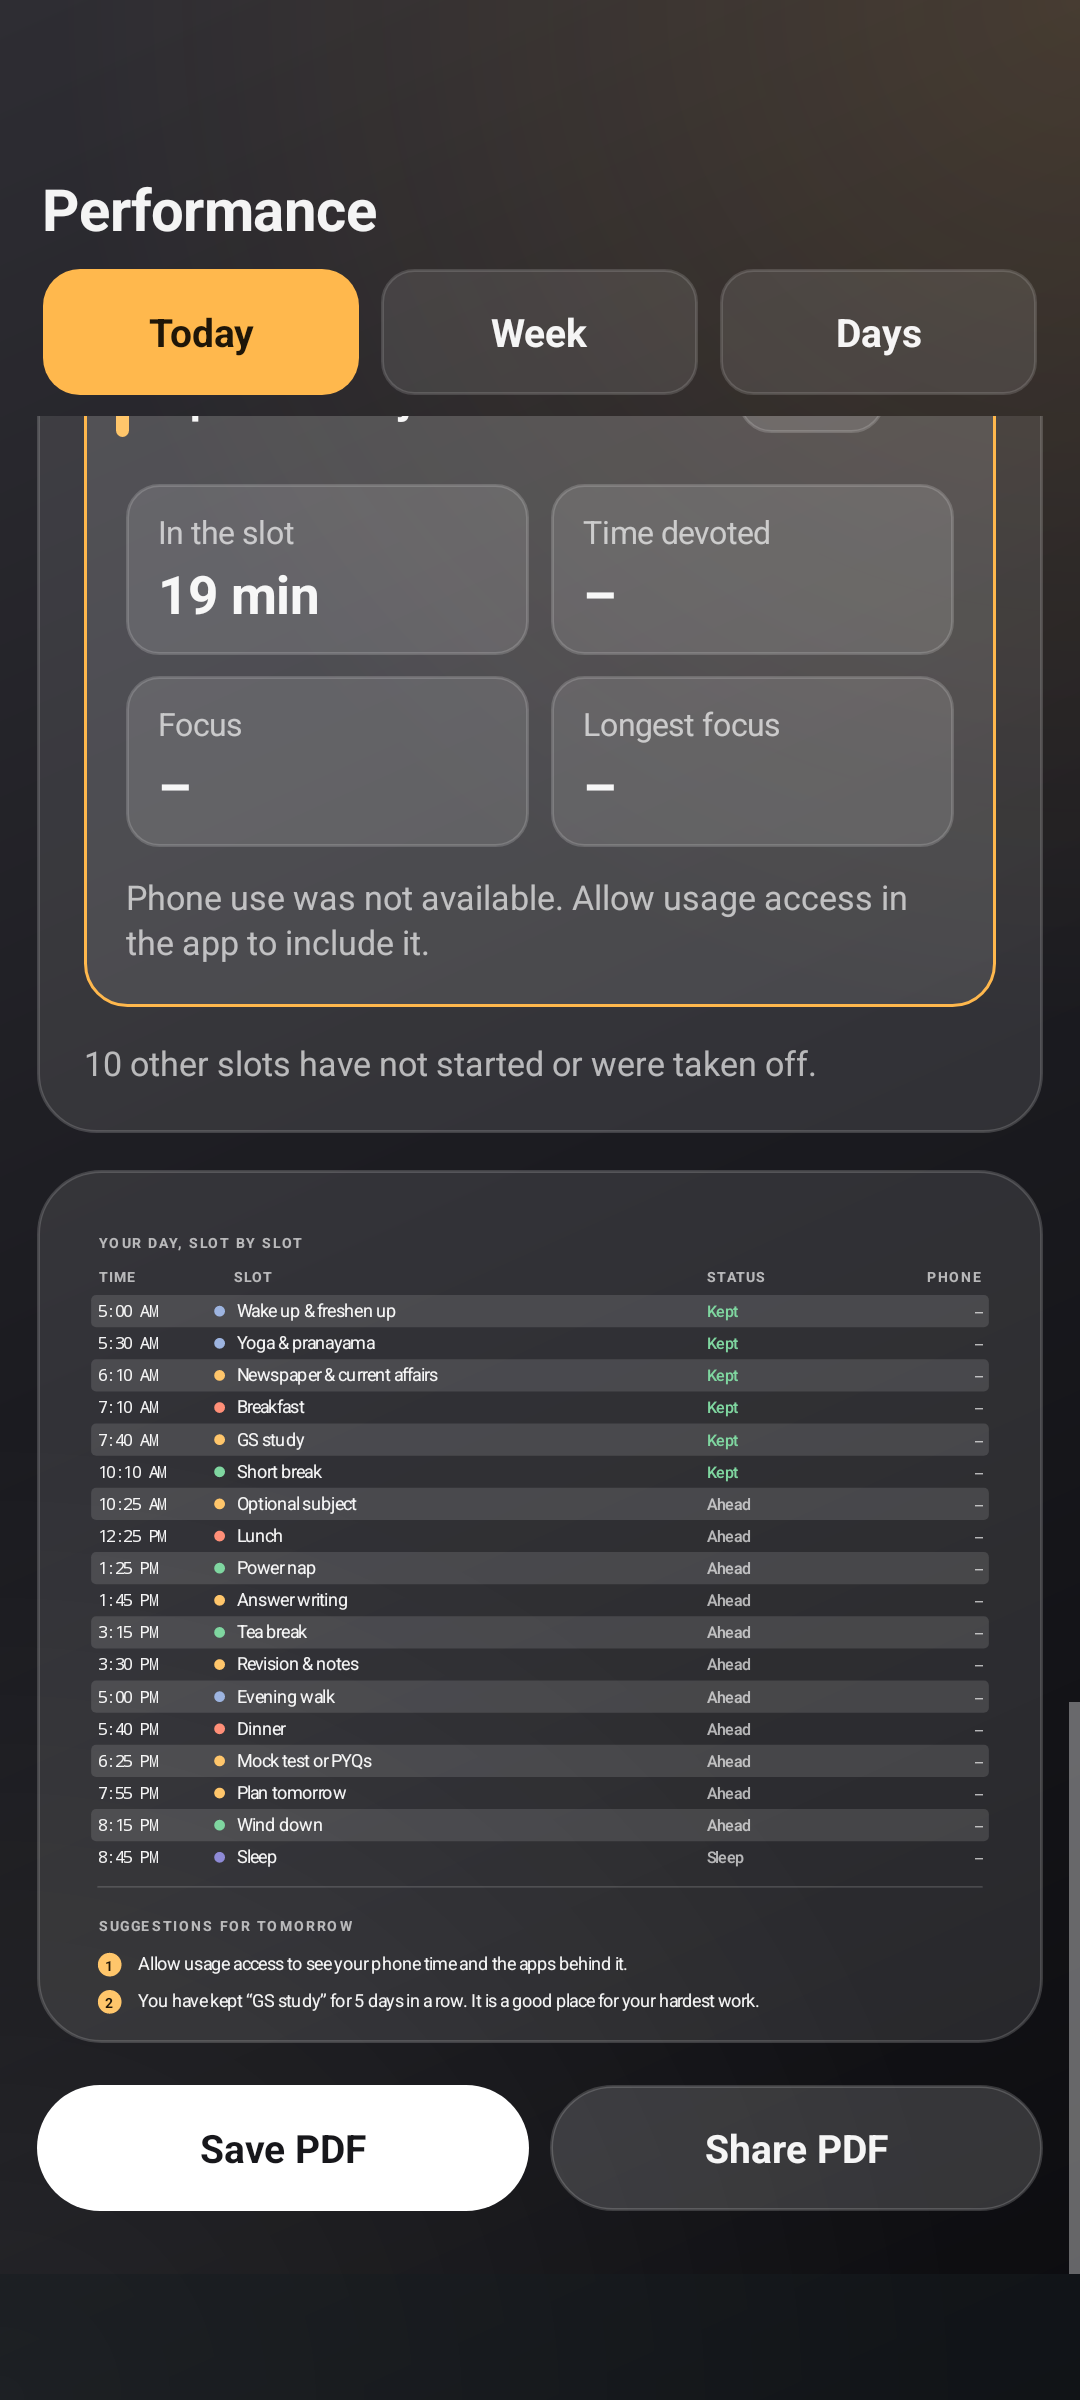 Performance
Today Week Days
In the slot Time devoted
19 min –
Focus Longest focus
– –
Phone use was not available. Allow usage access in
the app to include it.
10 other slots have not started or were taken off.
YOUR DAY, SLOT BY SLOT
TIME SLOT STATUS PHONE
5:00 AM Wake up & freshen up Kept –
5:30 AM Yoga & pranayama Kept –
6:10 AM Newspaper & current affairs Kept –
7:10 AM Breakfast Kept –
7:40 AM GS study Kept –
10:10 AM Short break Kept –
10:25 AM Optional subject Ahead –
12:25 PM Lunch Ahead –
1:25 PM Power nap Ahead –
1:45 PM Answer writing Ahead –
3:15 PM Tea break Ahead –
3:30 PM Revision & notes Ahead –
5:00 PM Evening walk Ahead –
5:40 PM Dinner Ahead –
6:25 PM Mock test or PYQs Ahead –
7:55 PM Plan tomorrow Ahead –
8:15 PM Wind down Ahead –
8:45 PM Sleep Sleep –
SUGGESTIONS FOR TOMORROW
1 Allow usage access to see your phone time and the apps behind it.
2 You have kept “GS study” for 5 days in a row. It is a good place for your hardest work.
Save PDF Share PDF